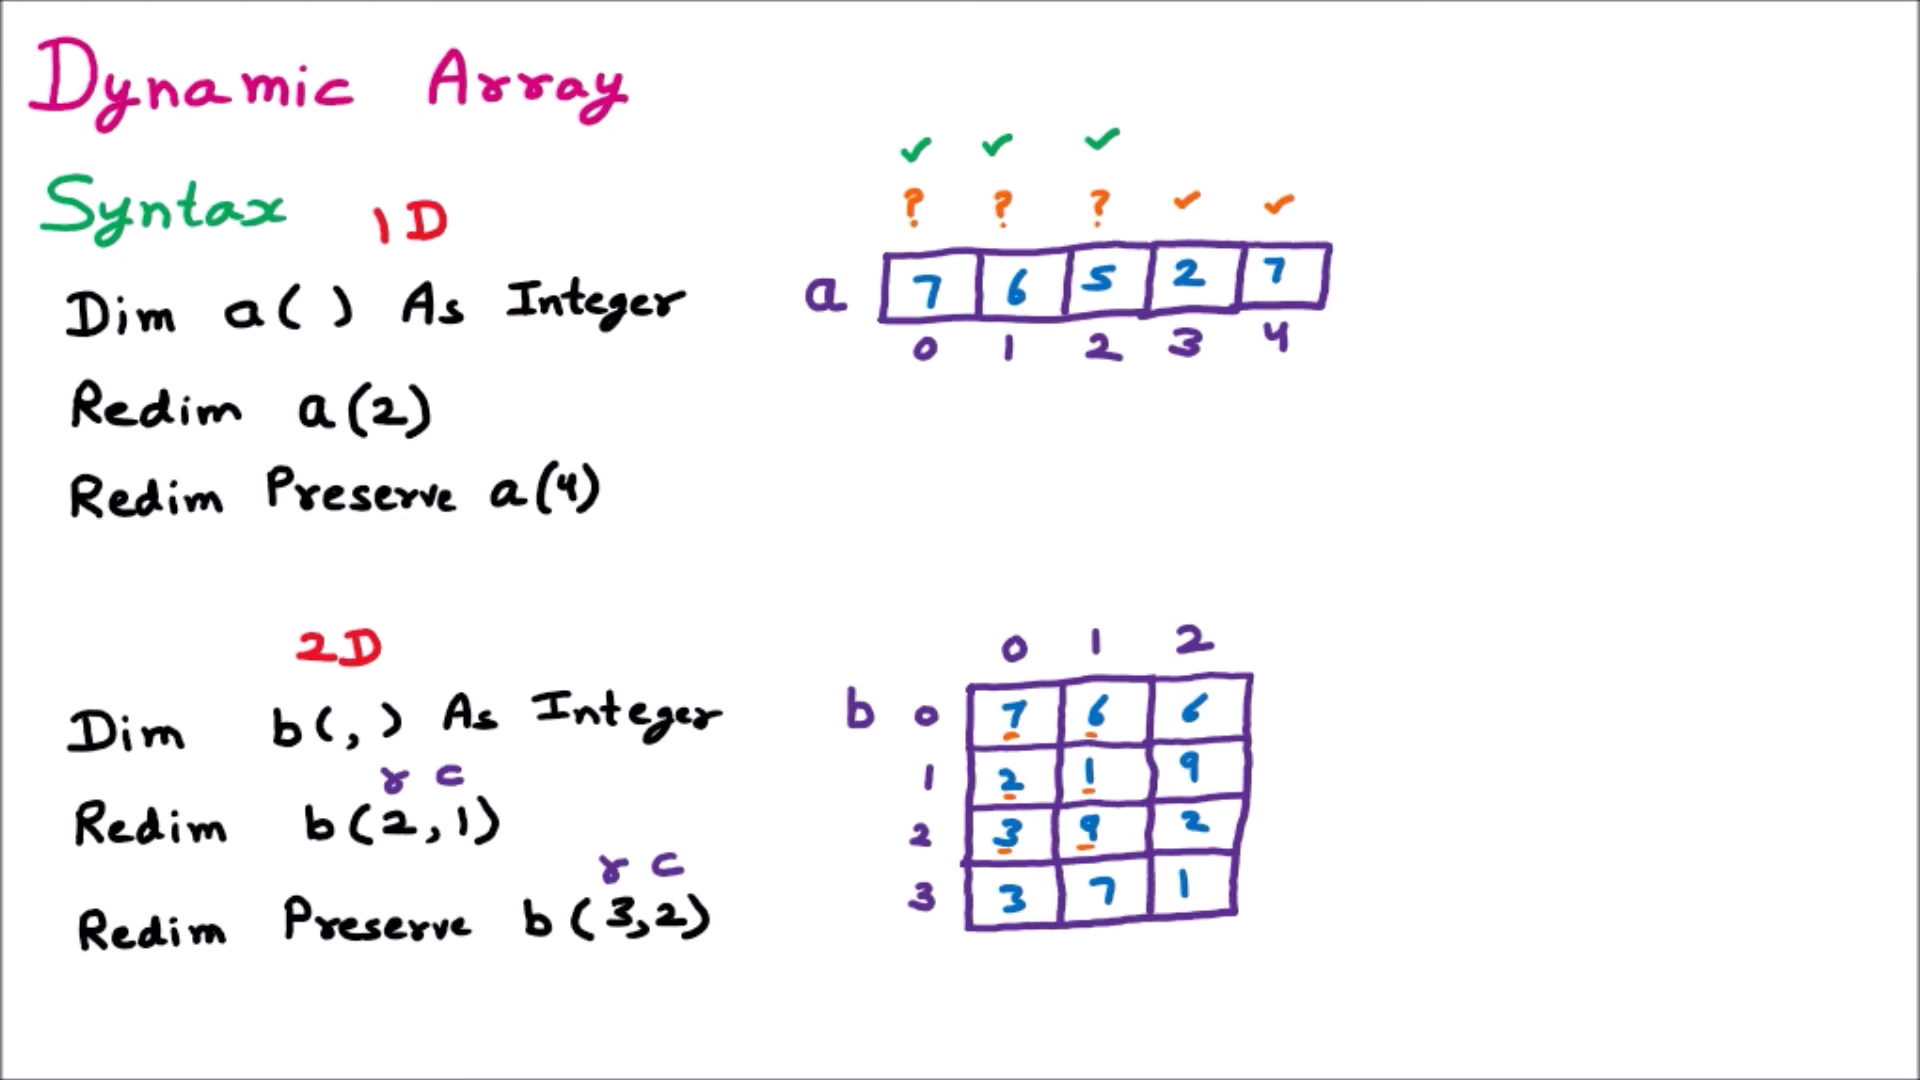 Dynamic Array
Syntax 1D
Dim a( ) As Integer
Redim a(2)
Redim Preserve a(4)
✓ ✓ ✓
? ? ? ✓ ✓
a 7 6 5 2 7
0 1 2 3 4
2D
Dim b(,) As Integer
r c
Redim b(2,1)
r c
Redim Preserve b(3,2)
0 1 2
b 0 7 6 6
1 2 1 9
2 3 9 2
3 3 7 1